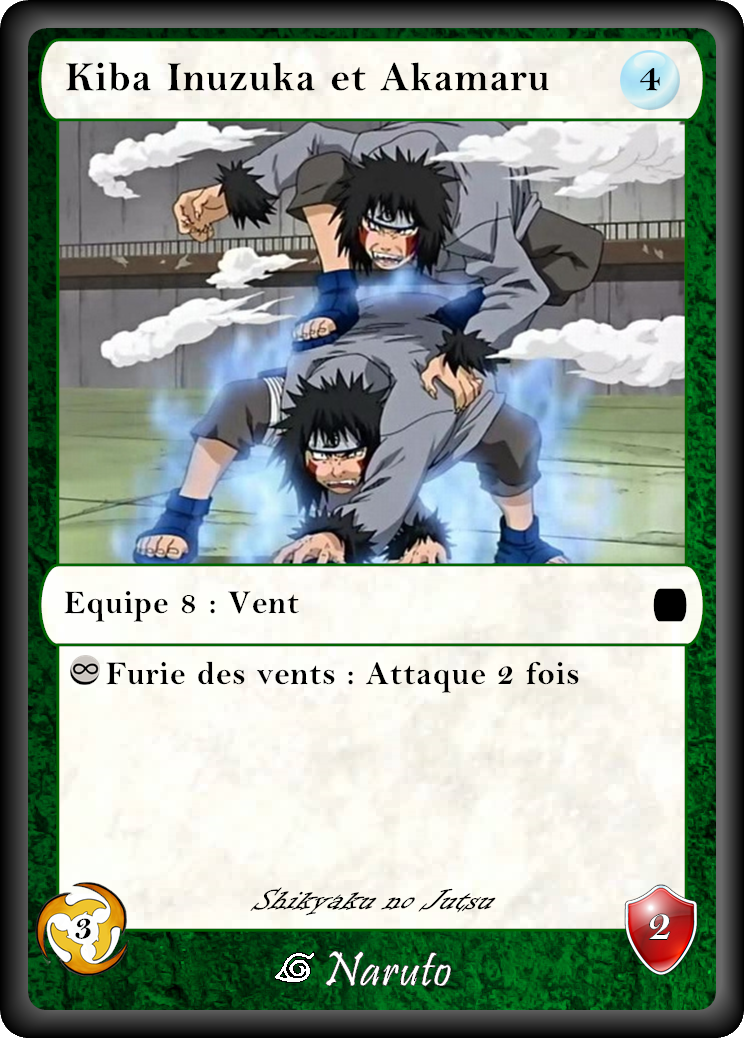 Kiba Inuzuka et Akamaru
4
Equipe 8 : Vent
∞ Furie des vents : Attaque 2 fois
Shikyaku no Jutsu
3
2
Naruto